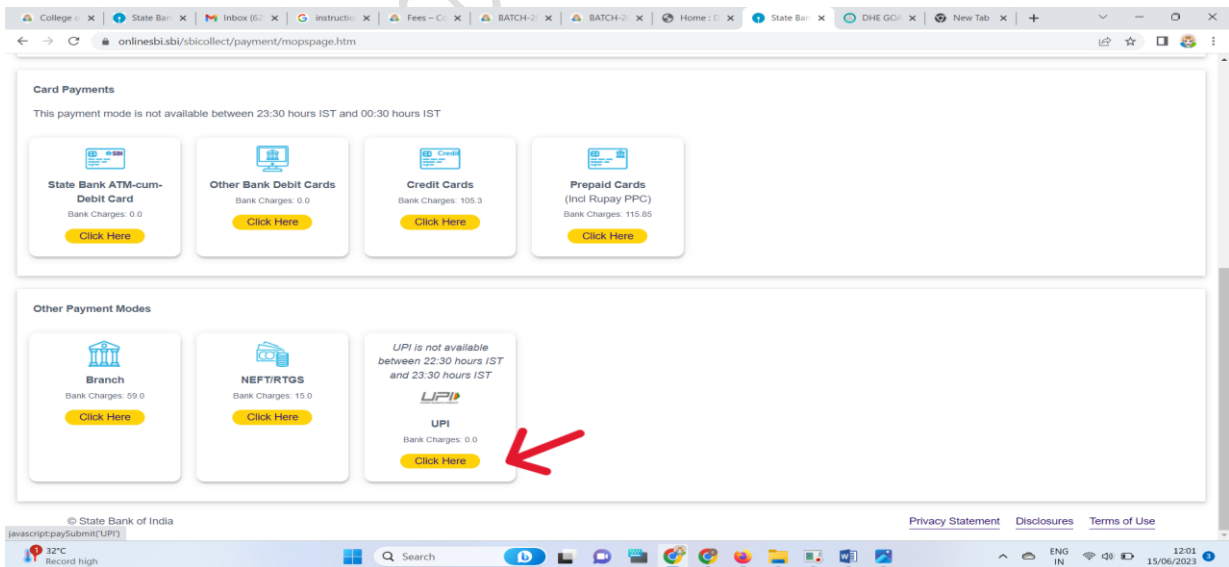 College o
State Ban
Inbox (62
instructio
Fees – Co
BATCH-2
BATCH-2
Home : D
State Ban
DHE GOA
New Tab
onlinesbi.sbi/sbicollect/payment/mopspage.htm
Card Payments
This payment mode is not available between 23:30 hours IST and 00:30 hours IST
State Bank ATM-cum-
Debit Card
Bank Charges: 0.0
Click Here
Other Bank Debit Cards
Bank Charges: 0.0
Click Here
Credit
Credit Cards
Bank Charges: 105.3
Click Here
Prepaid Cards
(Incl Rupay PPC)
Bank Charges: 115.85
Click Here
Other Payment Modes
Branch
Bank Charges: 59.0
Click Here
NEFT/RTGS
Bank Charges: 15.0
Click Here
UPI is not available
between 22:30 hours IST
and 23:30 hours IST
UPI
UPI
Bank Charges: 0.0
Click Here
© State Bank of India
Privacy Statement Disclosures Terms of Use
javascript:paySubmit('UPI')
1
32°C
Record high
Search
ENG
IN
12:01
15/06/2023
3